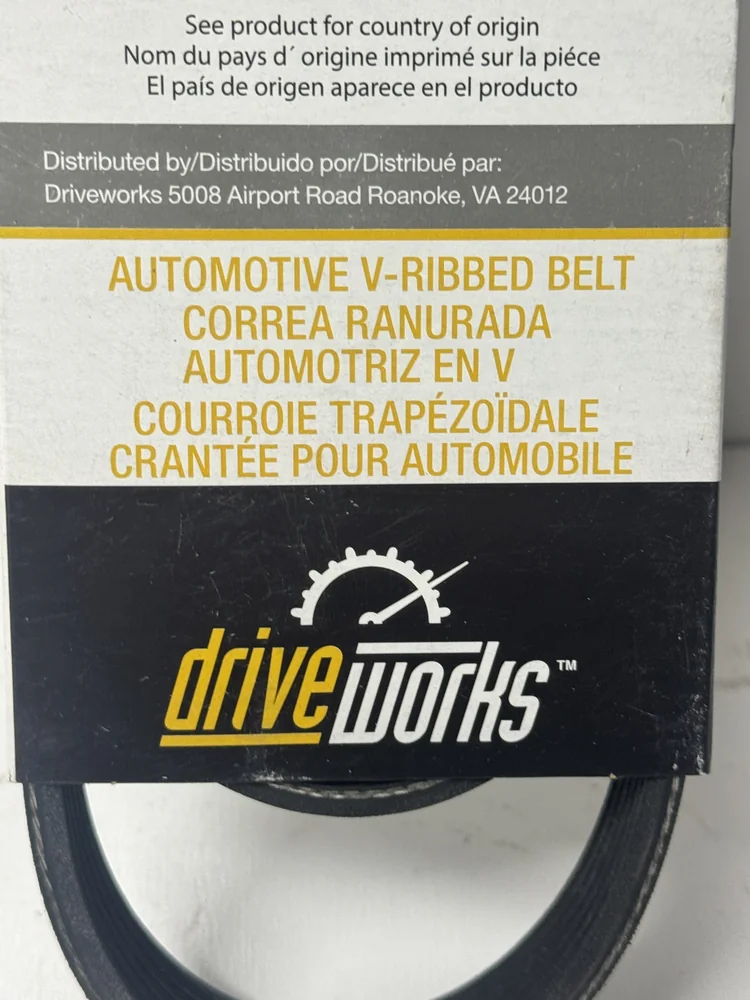 See product for country of origin
Nom du pays d´ origine imprimé sur la piéce
El país de origen aparece en el producto
Distributed by/Distribuido por/Distribué par:
Driveworks 5008 Airport Road Roanoke, VA 24012
AUTOMOTIVE V-RIBBED BELT
CORREA RANURADA
AUTOMOTRIZ EN V
COURROIE TRAPÉZOÏDALE
CRANTÉE POUR AUTOMOBILE
driveworks™